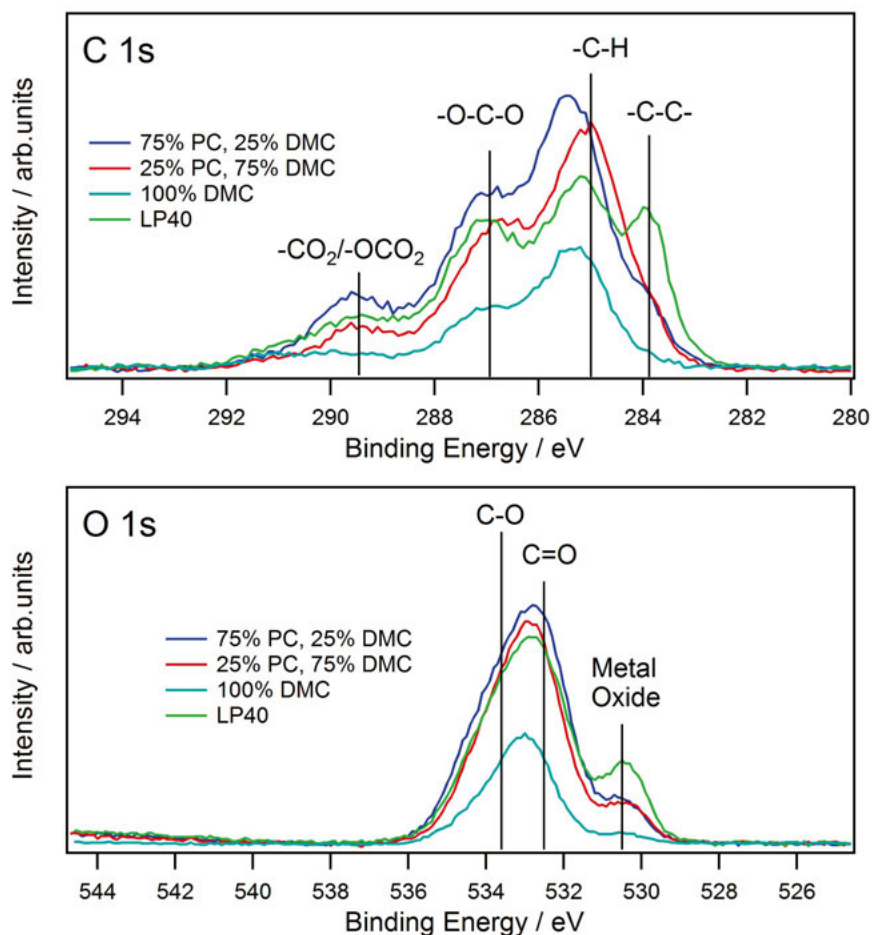 C 1s
-C-H
-O-C-O
-C-C-
75% PC, 25% DMC
25% PC, 75% DMC
100% DMC
LP40
-CO₂/-OCO₂
Intensity / arb.units
294 292 290 288 286 284 282 280
Binding Energy / eV
O 1s
C-O
C=O
75% PC, 25% DMC
25% PC, 75% DMC
100% DMC
LP40
Metal
Oxide
Intensity / arb.units
544 542 540 538 536 534 532 530 528 526
Binding Energy / eV